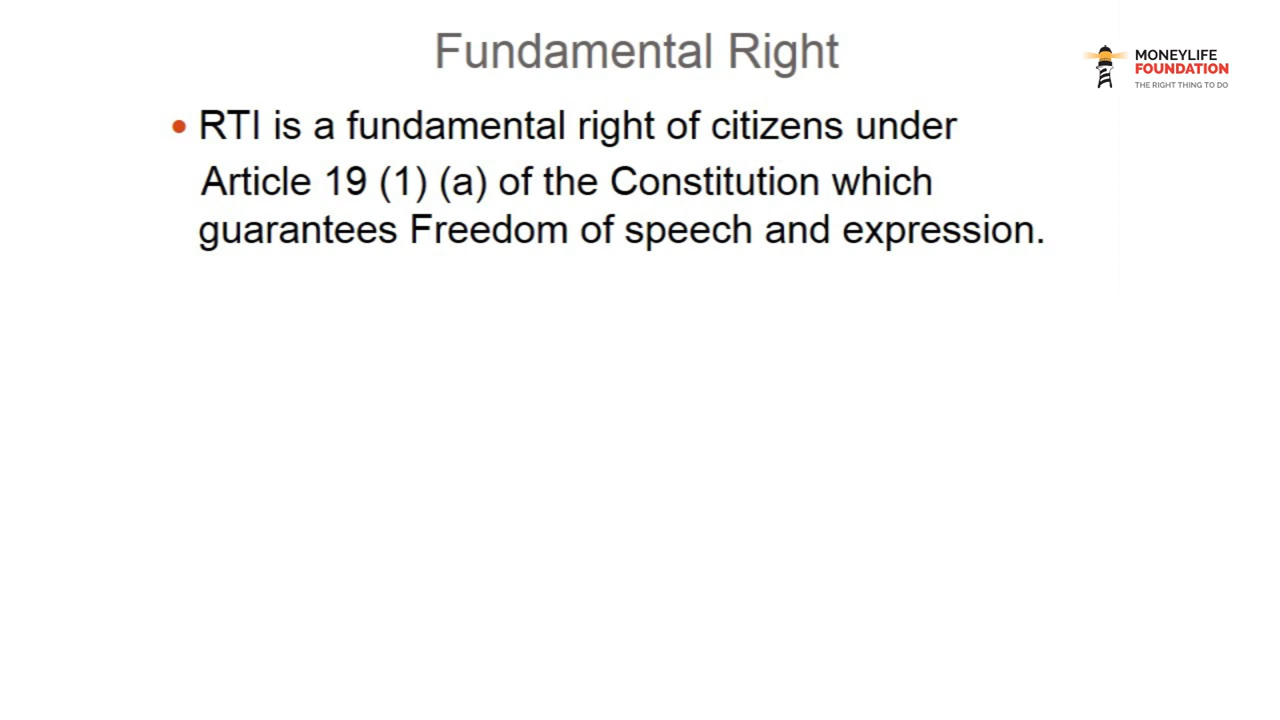 Fundamental Right
MONEYLIFE
FOUNDATION
THE RIGHT THING TO DO
• RTI is a fundamental right of citizens under
Article 19 (1) (a) of the Constitution which
guarantees Freedom of speech and expression.